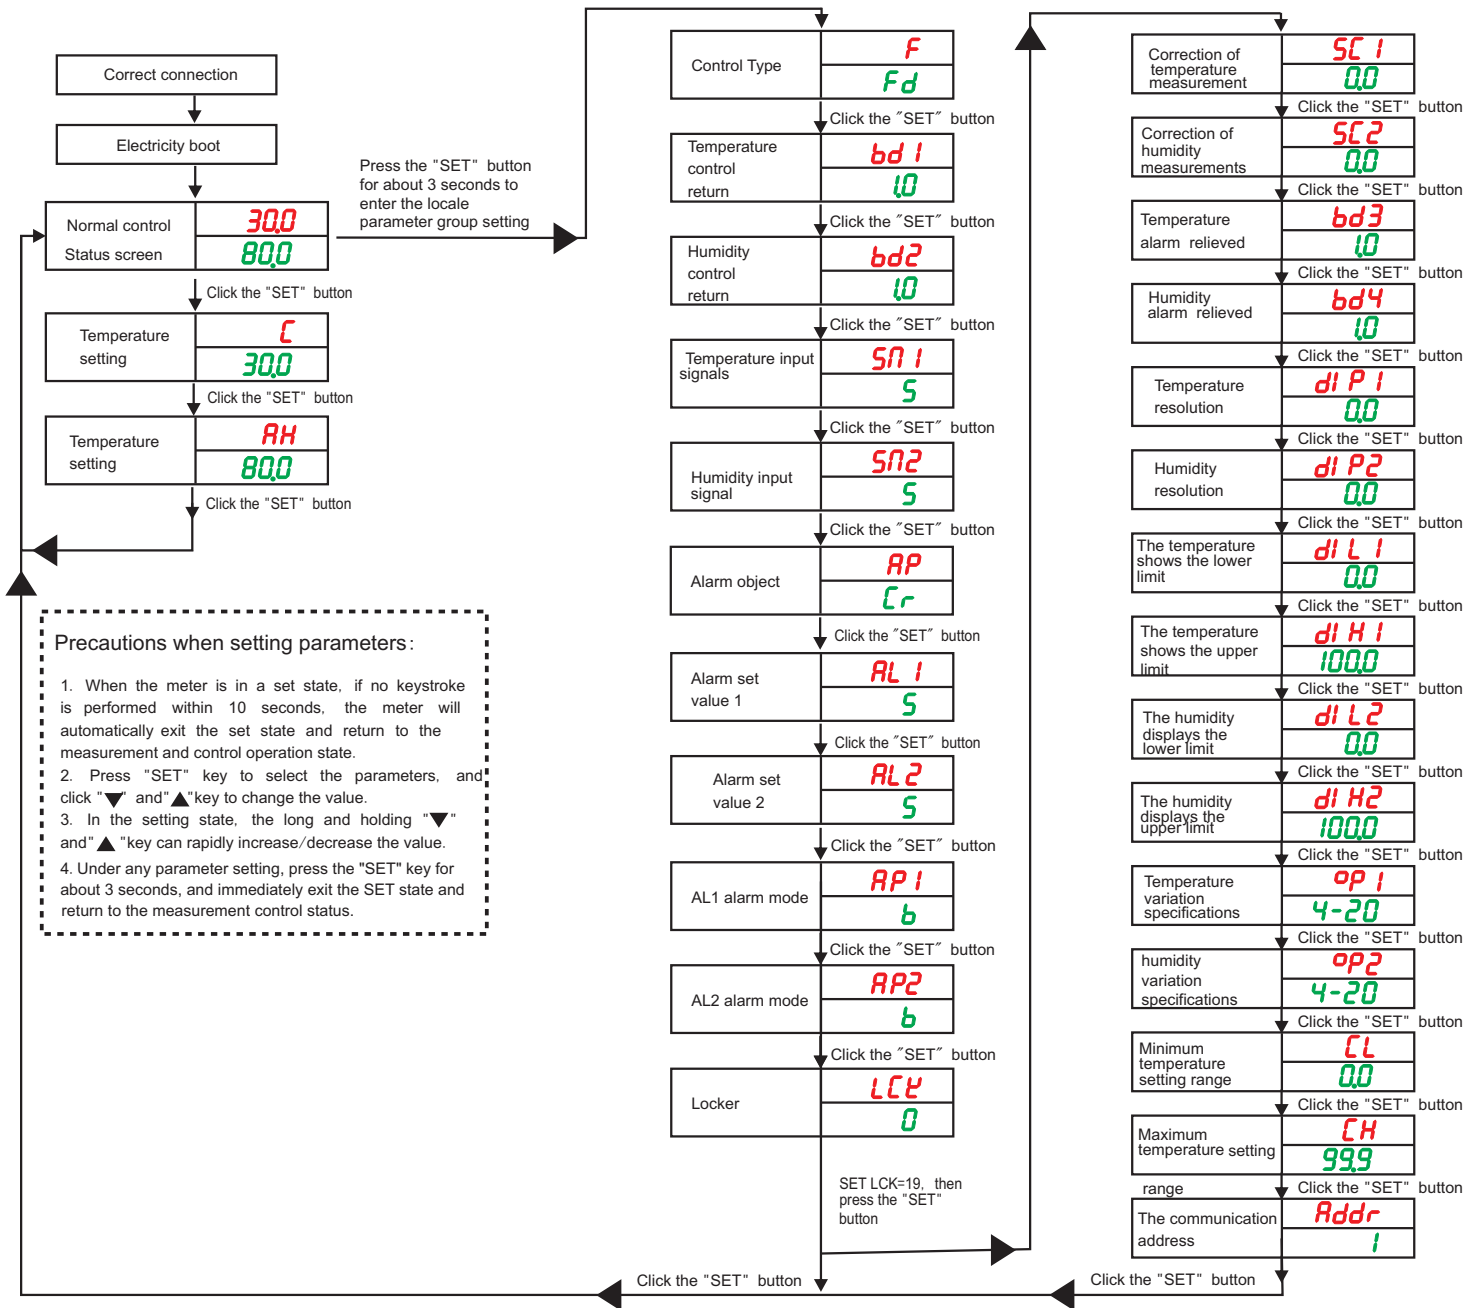 Correct connection
Electricity boot
Normal control
Status screen
30.0
80.0
Click the "SET" button
Temperature
setting
C
30.0
Click the "SET" button
Temperature
setting
AH
80.0
Click the "SET" button
Press the "SET" button
for about 3 seconds to
enter the locale
parameter group setting
Precautions when setting parameters:
1. When the meter is in a set state, if no keystroke
is performed within 10 seconds, the meter will
automatically exit the set state and return to the
measurement and control operation state.
2. Press "SET" key to select the parameters, and
click "▼" and"▲"key to change the value.
3. In the setting state, the long and holding "▼"
and"▲"key can rapidly increase/decrease the value.
4. Under any parameter setting, press the "SET" key for
about 3 seconds, and immediately exit the SET state and
return to the measurement control status.
Control Type
F
Fd
Click the "SET" button
Temperature
control
return
bd1
1.0
Click the "SET" button
Humidity
control
return
bd2
1.0
Click the "SET" button
Temperature input
signals
Sn1
S
Click the "SET" button
Humidity input
signal
Sn2
S
Click the "SET" button
Alarm object
AP
Cr
Click the "SET" button
Alarm set
value 1
AL1
5
Click the "SET" button
Alarm set
value 2
AL2
5
Click the "SET" button
AL1 alarm mode
AP1
b
Click the "SET" button
AL2 alarm mode
AP2
b
Click the "SET" button
Locker
LCK
0
SET LCK=19, then
press the "SET"
button
Click the "SET" button
Correction of
temperature
measurement
SC1
0.0
Click the "SET" button
Correction of
humidity
measurements
SC2
0.0
Click the "SET" button
Temperature
alarm relieved
bd3
1.0
Click the "SET" button
Humidity
alarm relieved
bd4
1.0
Click the "SET" button
Temperature
resolution
dIP1
0.0
Click the "SET" button
Humidity
resolution
dIP2
0.0
Click the "SET" button
The temperature
shows the lower
limit
dIL1
0.0
Click the "SET" button
The temperature
shows the upper
limit
dIH1
100.0
Click the "SET" button
The humidity
displays the
lower limit
dIL2
0.0
Click the "SET" button
The humidity
displays the
upper limit
dIH2
100.0
Click the "SET" button
Temperature
variation
specifications
oP1
4-20
Click the "SET" button
humidity
variation
specifications
oP2
4-20
Click the "SET" button
Minimum
temperature
setting range
CL
0.0
Click the "SET" button
Maximum
temperature setting
range
CH
99.9
Click the "SET" button
The communication
address
Addr
1
Click the "SET" button